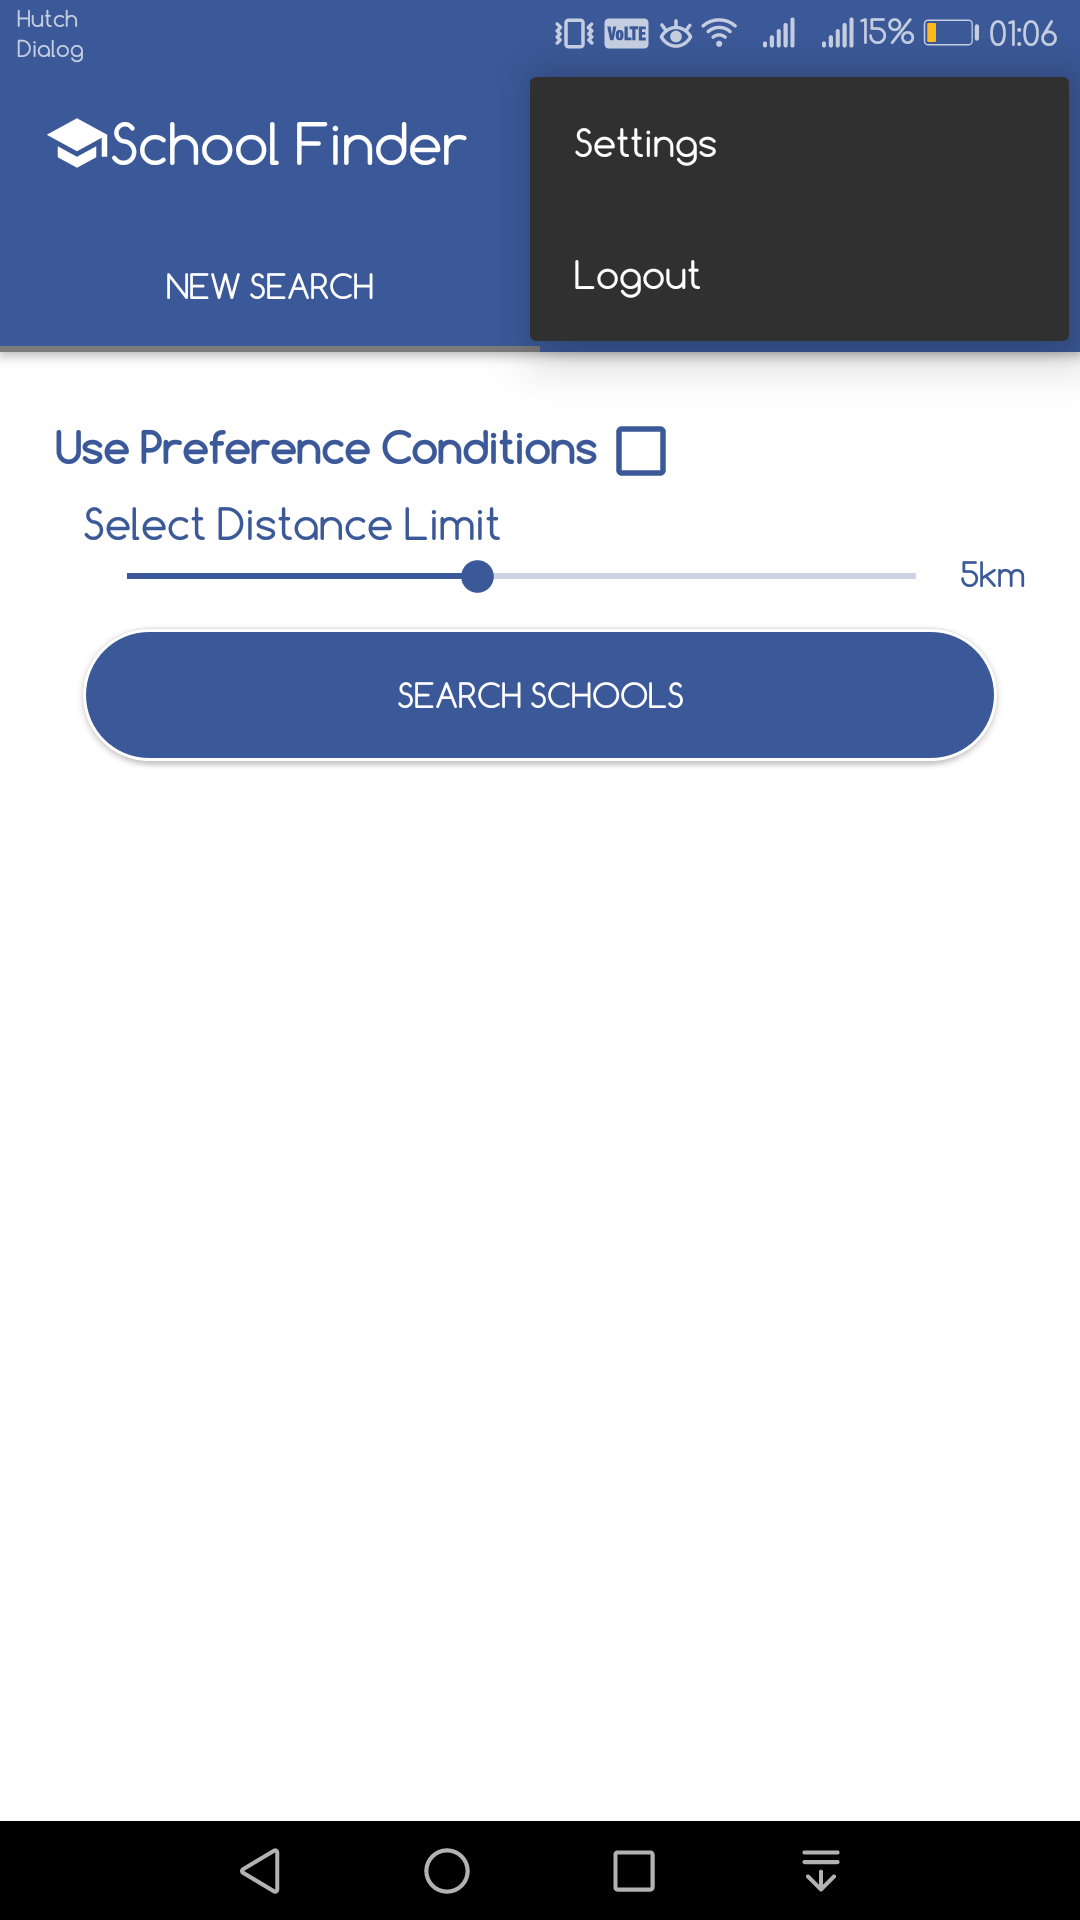 Hutch
Dialog
VoLTE 15% 01:06
School Finder
Settings
Logout
NEW SEARCH
Use Preference Conditions
Select Distance Limit
5km
SEARCH SCHOOLS